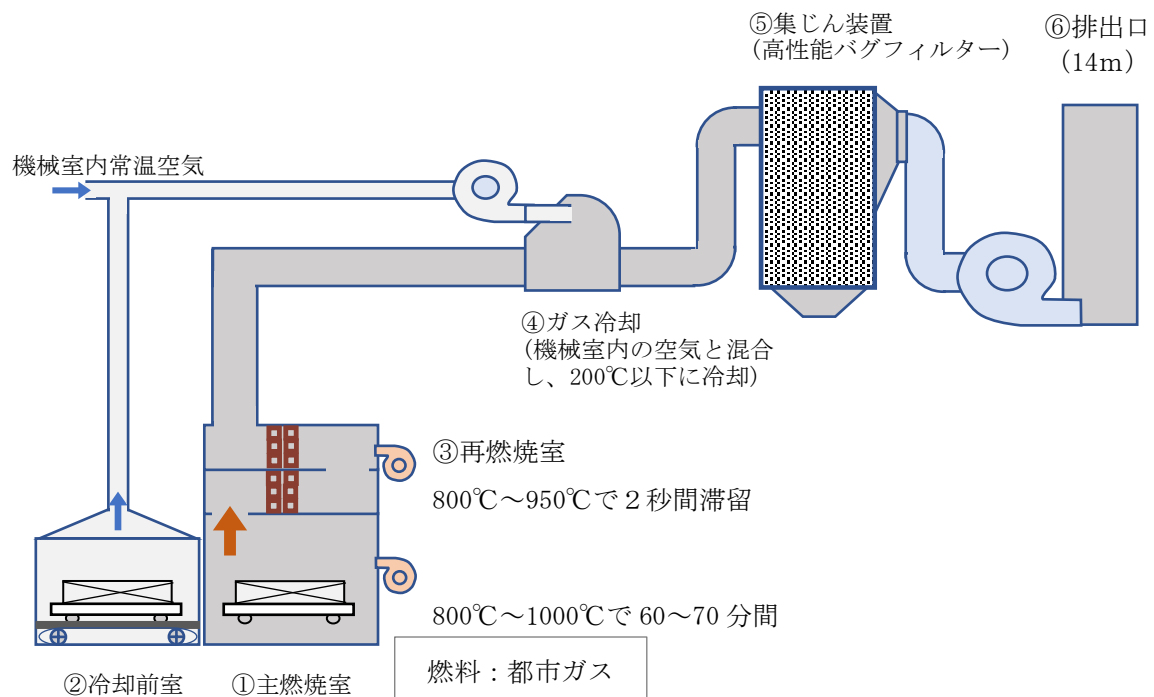 ⑤集じん装置
（高性能バグフィルター）
⑥排出口
（14ｍ）
機械室内常温空気
④ガス冷却
（機械室内の空気と混合
し、200℃以下に冷却）
③再燃焼室
800℃～950℃で２秒間滞留
800℃～1000℃で 60～70 分間
燃料：都市ガス
②冷却前室
①主燃焼室